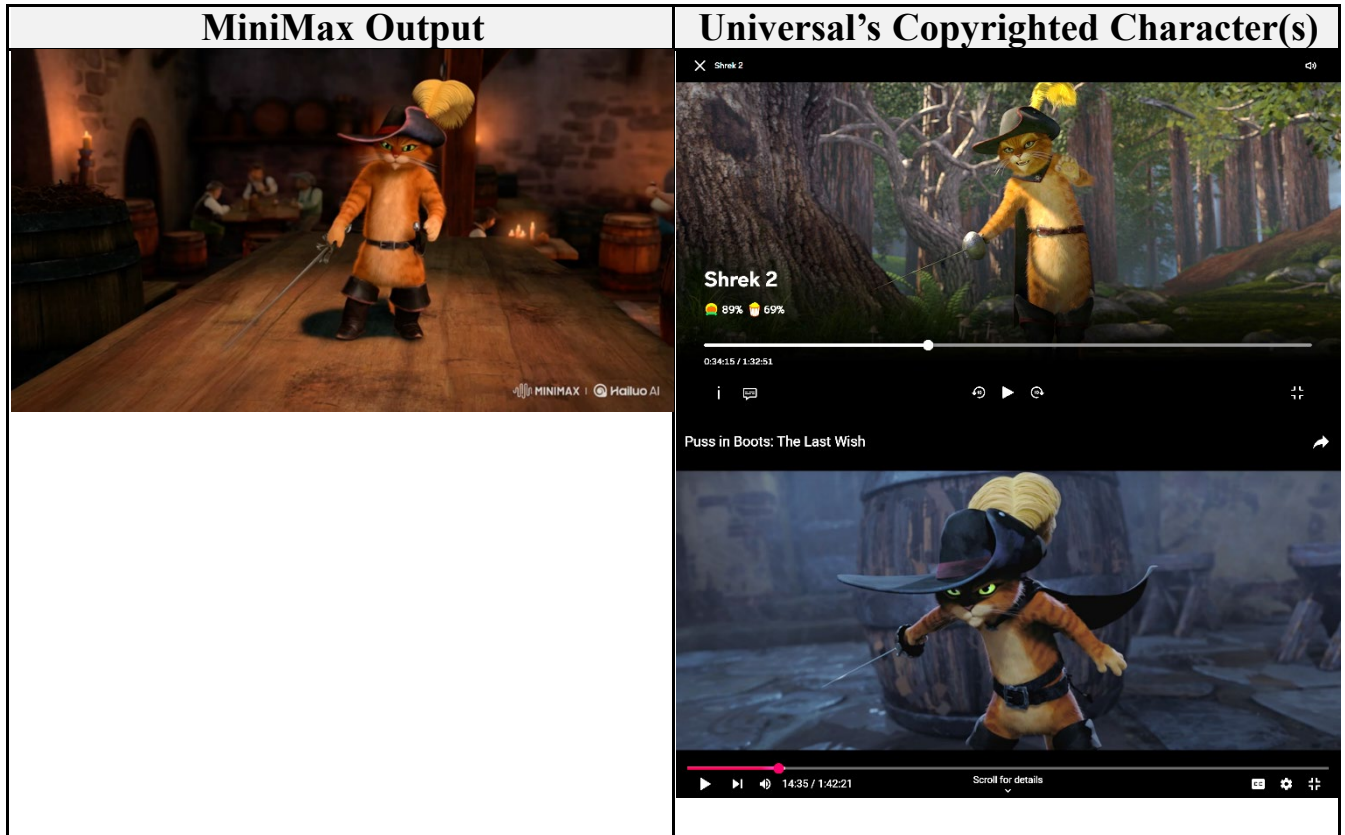 MiniMax Output
Universal’s Copyrighted Character(s)
MINIMAX | Hailuo AI
Shrek 2
Shrek 2
89% 69%
0:34:15 / 1:32:51
Puss in Boots: The Last Wish
14:35 / 1:42:21
Scroll for details
CC